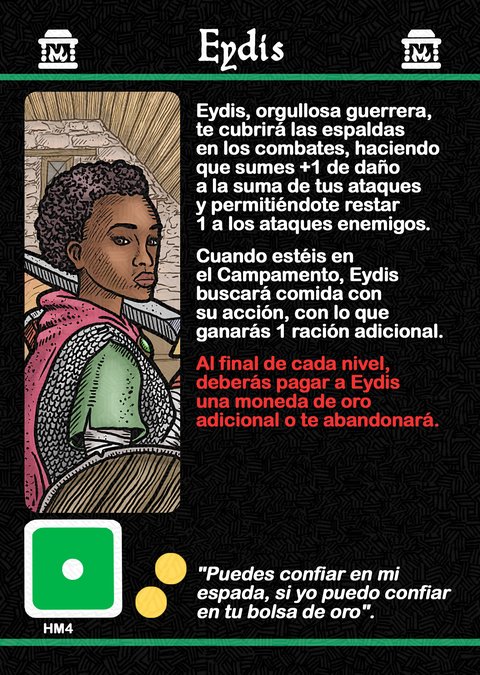 M
Eydis
M
Eydis, orgullosa guerrera,
te cubrirá las espaldas
en los combates, haciendo
que sumes +1 de daño
a la suma de tus ataques
y permitiéndote restar
1 a los ataques enemigos.
Cuando estéis en
el Campamento, Eydis
buscará comida con
su acción, con lo que
ganarás 1 ración adicional.
Al final de cada nivel,
deberás pagar a Eydis
una moneda de oro
adicional o te abandonará.
"Puedes confiar en mi
espada, si yo puedo confiar
en tu bolsa de oro".
HM4